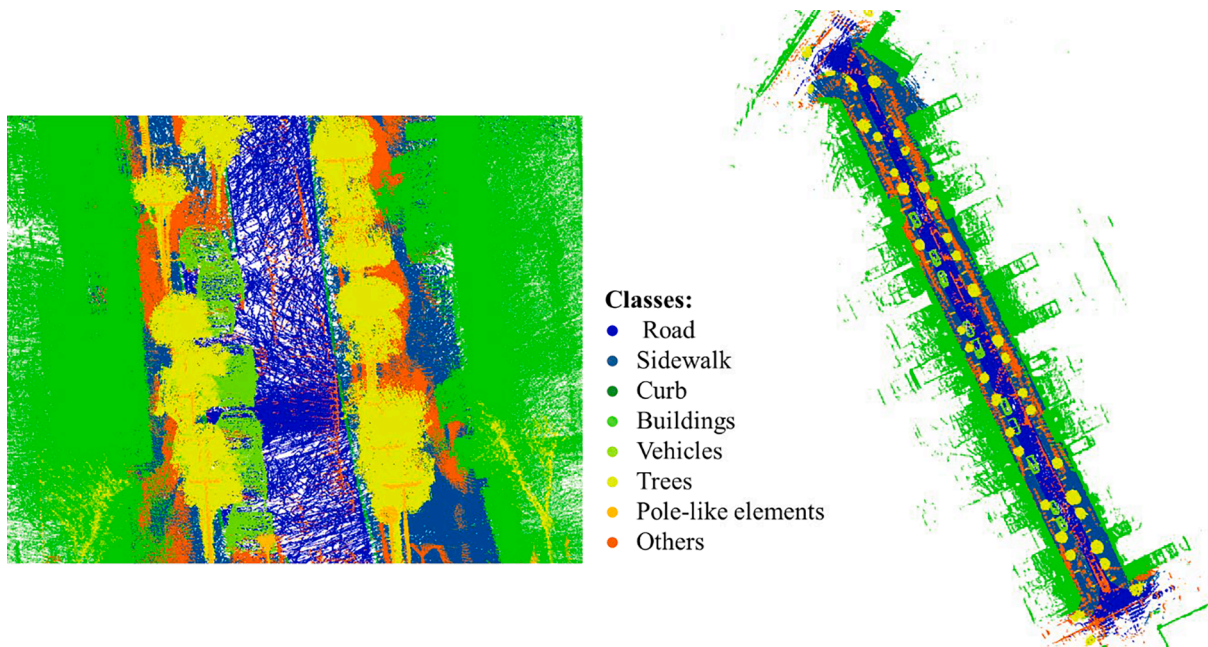 Classes:
Road
Sidewalk
Curb
Buildings
Vehicles
Trees
Pole-like elements
Others